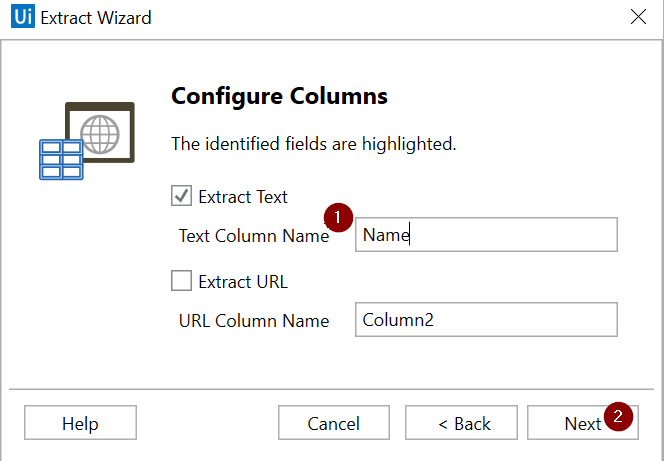 Ui Extract Wizard
Configure Columns
The identified fields are highlighted.
Extract Text
1
Text Column Name Name
Extract URL
URL Column Name Column2
Help Cancel < Back Next 2